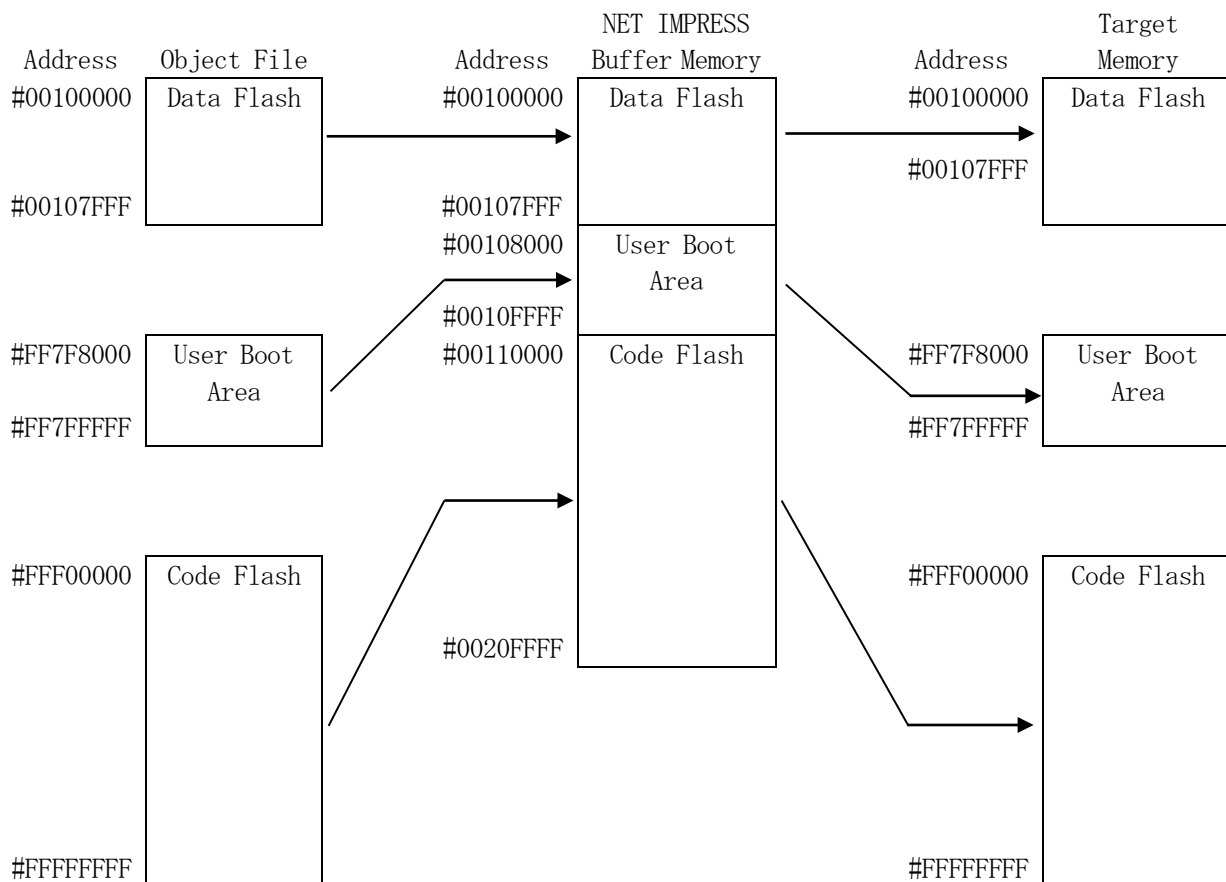 NET IMPRESS Target
Address Object File Address Buffer Memory Address Memory
#00100000 Data Flash #00100000 Data Flash #00100000 Data Flash
#00107FFF
#00107FFF #00107FFF
#00108000 User Boot
Area
#0010FFFF
#FF7F8000 User Boot #00110000 Code Flash #FF7F8000 User Boot
Area Area
#FF7FFFFF #FF7FFFFF
#FFF00000 Code Flash #FFF00000 Code Flash
#0020FFFF
#FFFFFFFF #FFFFFFFF